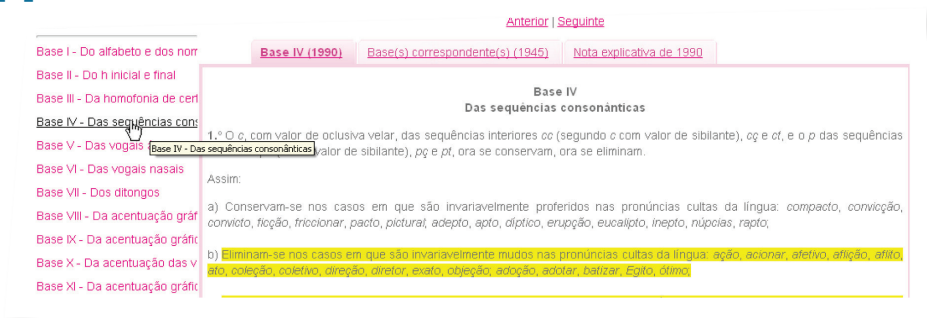 Anterior | Seguinte
Base I - Do alfabeto e dos nom
Base II - Do h inicial e final
Base III - Da homofonia de cert
Base IV - Das sequências cons
Base V - Das vogais
Base VI - Das vogais nasais
Base VII - Dos ditongos
Base VIII - Da acentuação gráf
Base IX - Da acentuação gráfic
Base X - Da acentuação das v
Base XI - Da acentuação gráfic
Base IV - Das sequências consonânticas
Base IV (1990) Base(s) correspondente(s) (1945) Nota explicativa de 1990
Base IV
Das sequências consonânticas
1.º O c, com valor de oclusiva velar, das sequências interiores cc (segundo c com valor de sibilante), cç e ct, e o p das sequências
valor de sibilante), pç e pt, ora se conservam, ora se eliminam.
Assim:
a) Conservam-se nos casos em que são invariavelmente proferidos nas pronúncias cultas da língua: compacto, convicção,
convicto, ficção, friccionar, pacto, pictural, adepto, apto, díptico, erupção, eucalipto, inepto, núpcias, rapto;
b) Eliminam-se nos casos em que são invariavelmente mudos nas pronúncias cultas da língua: ação, acionar, afetivo, aflição, aflito,
ato, coleção, coletivo, direção, diretor, exato, objeção; adoção, adotar, batizar, Egito, ótimo;